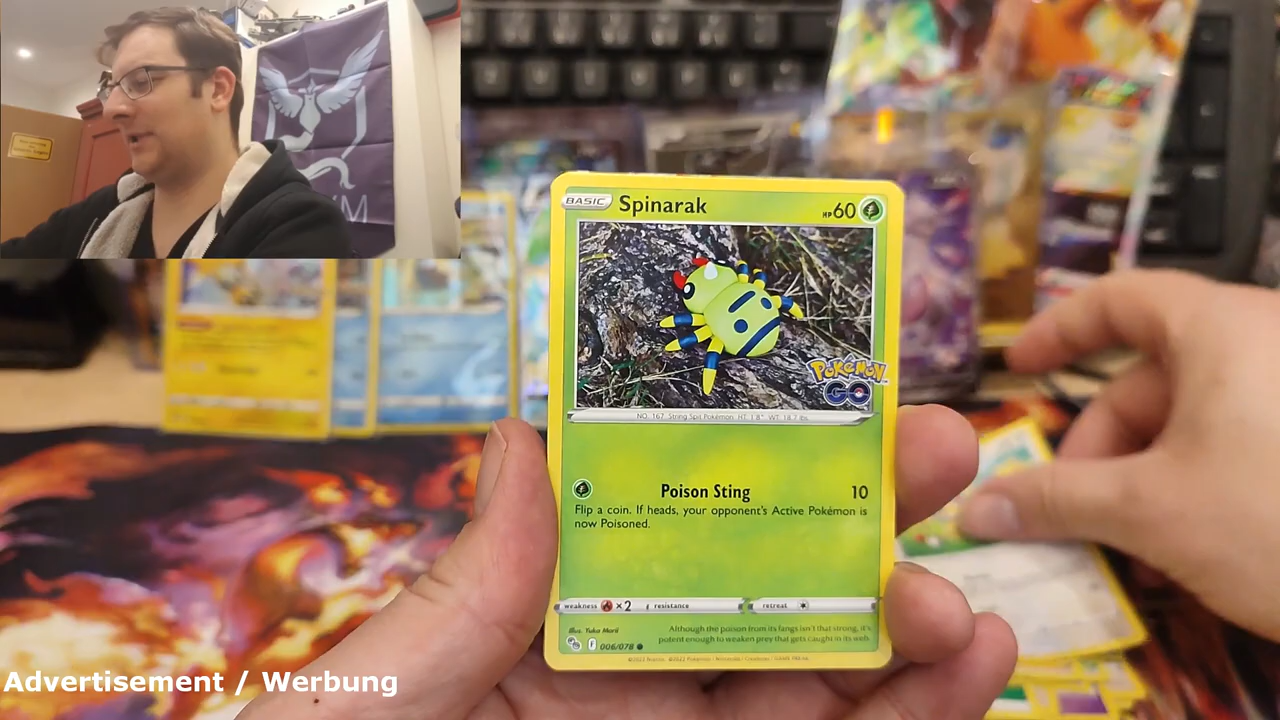 BASIC Spinarak HP 60
Pokémon
GO
NO. 167 String Spit Pokémon HT: 1'8" WT: 18.7 lbs.
Poison Sting 10
Flip a coin. If heads, your opponent's Active Pokémon is
now Poisoned.
weakness ×2 resistance retreat
Illus. Yuka Morii
Although the poison from its fangs isn't that strong, it's
potent enough to weaken prey that gets caught in its web.
F 006/078
Advertisement / Werbung